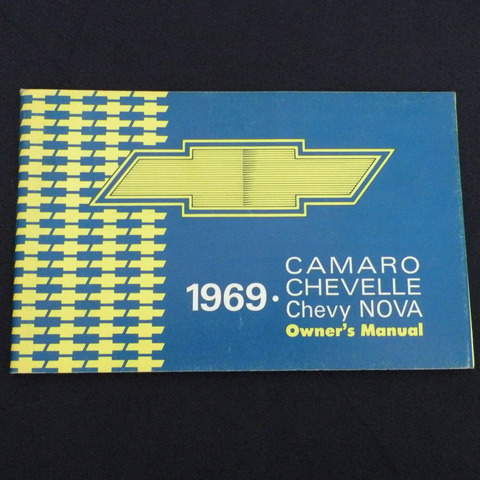 1969 • CAMARO
CHEVELLE
Chevy NOVA
Owner's Manual